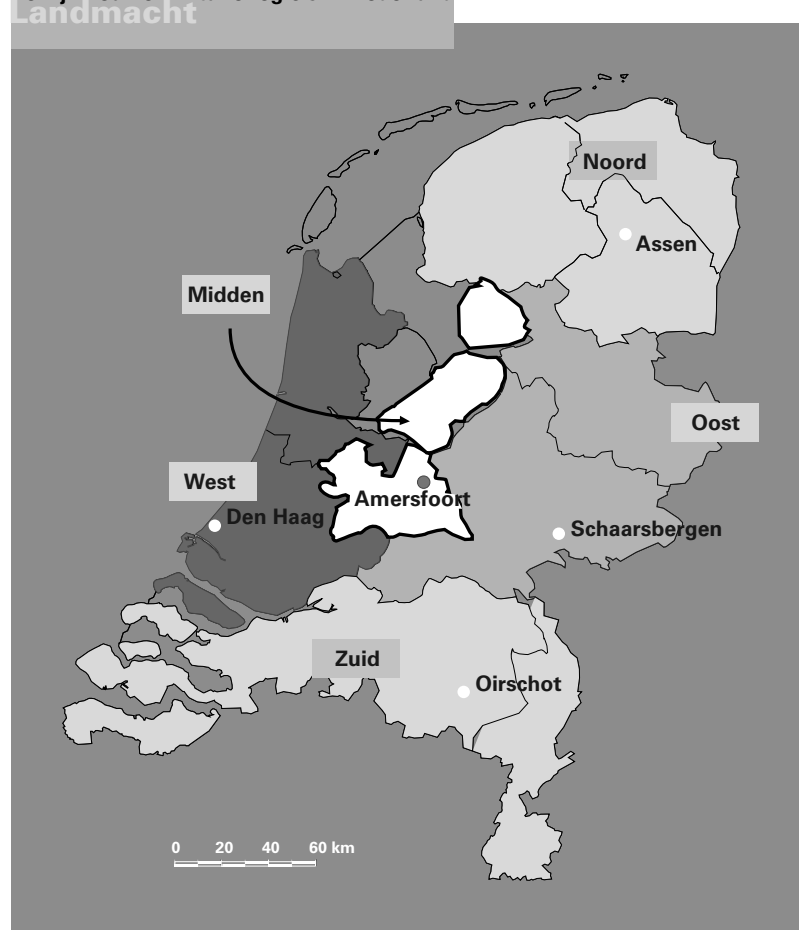 Landmacht
Noord
Assen
Midden
Oost
West
Amersfoort
Den Haag
Schaarsbergen
Zuid
Oirschot
0 20 40 60 km